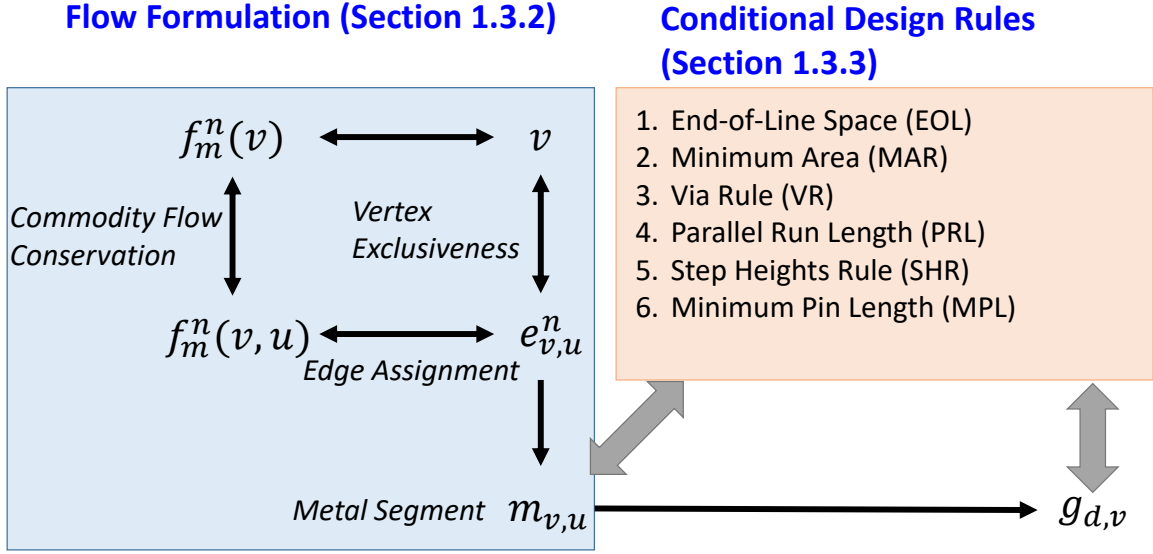 Flow Formulation (Section 1.3.2)
Conditional Design Rules
(Section 1.3.3)
$f_m^n(v)$
$v$
Commodity Flow
Conservation
Vertex
Exclusiveness
$f_m^n(v, u)$
$e_{v,u}^n$
Edge Assignment
Metal Segment $m_{v,u}$
1. End-of-Line Space (EOL)
2. Minimum Area (MAR)
3. Via Rule (VR)
4. Parallel Run Length (PRL)
5. Step Heights Rule (SHR)
6. Minimum Pin Length (MPL)
$g_{d,v}$